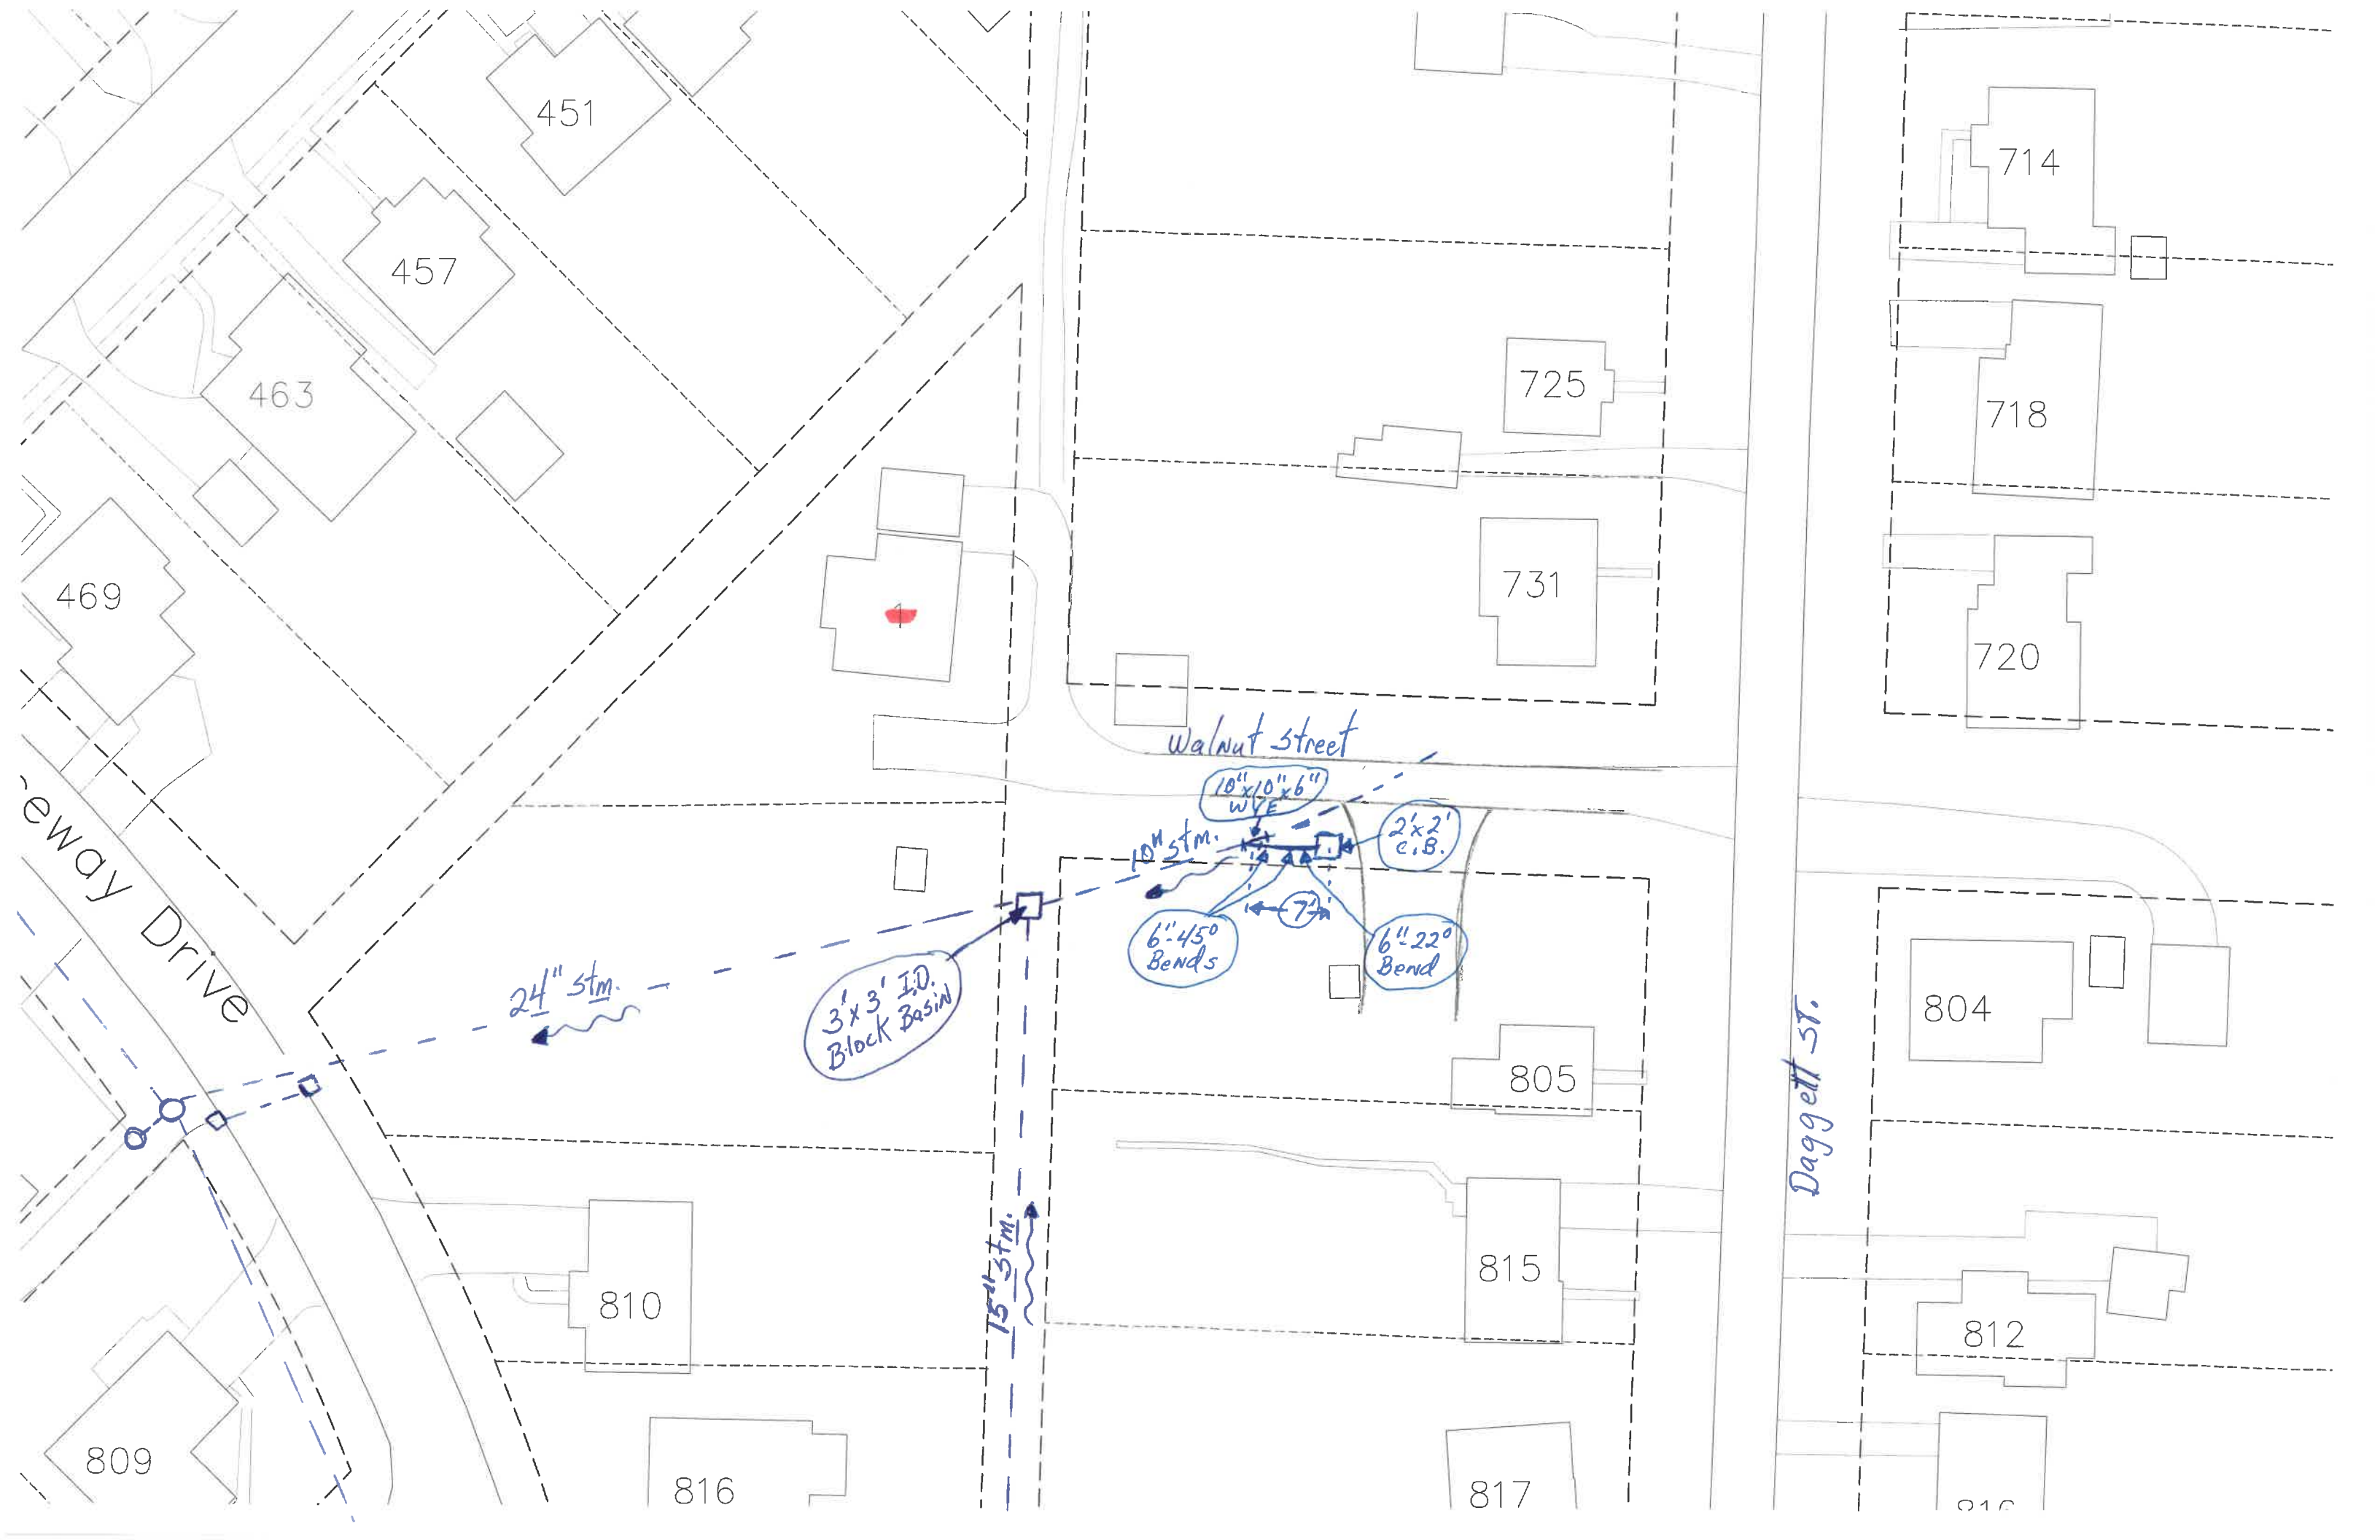 451
714
457
725
463
718
469
731
1
720
Walnut Street
10"x10"x6"
WYE
2'x2'
C.B.
10" stm.
7'
6"-45°
Bends
6"-22°
Bend
eway Drive
24" stm.
3'x3' I.D.
Block Basin
804
805
Daggett ST.
15" stm.
815
810
812
809
816
817